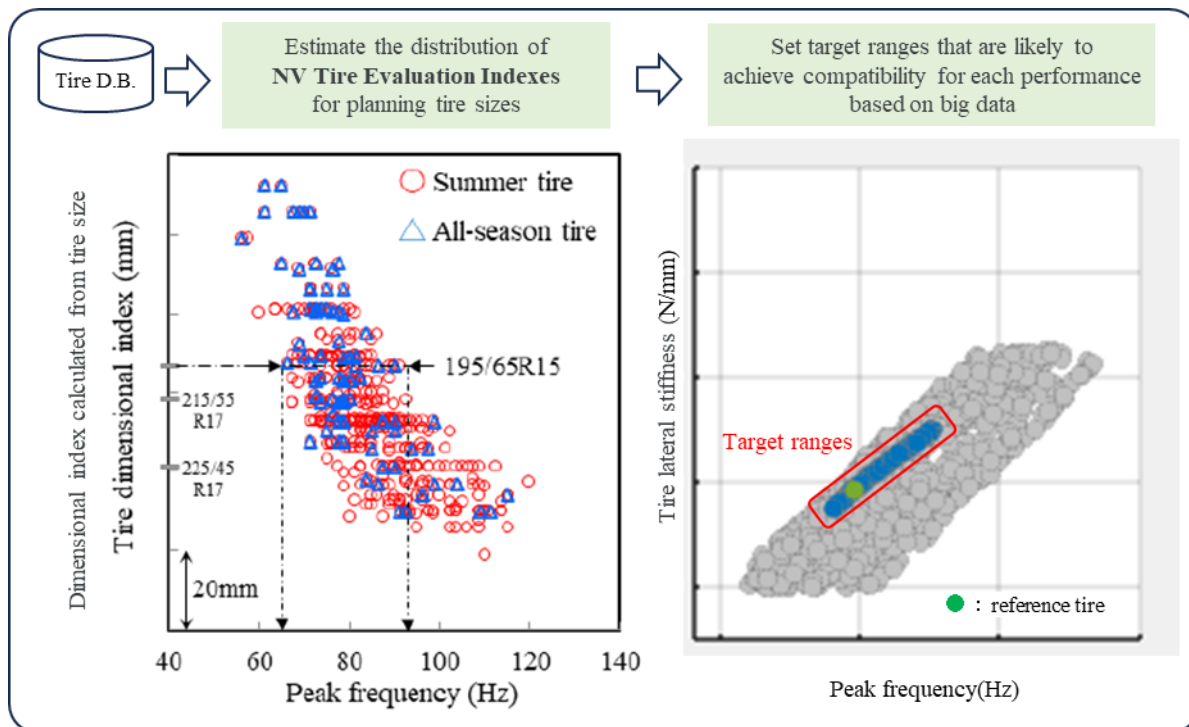 Tire D.B.
Estimate the distribution of
NV Tire Evaluation Indexes
for planning tire sizes
Set target ranges that are likely to
achieve compatibility for each performance
based on big data
Dimensional index calculated from tire size
Tire dimensional index (mm)
Summer tire
All-season tire
195/65R15
215/55
R17
225/45
R17
20mm
40 60 80 100 120 140
Peak frequency (Hz)
Tire lateral stiffness (N/mm)
Target ranges
: reference tire
Peak frequency(Hz)